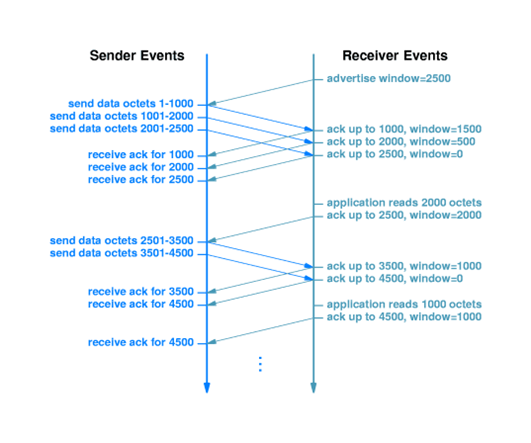 Sender Events
Receiver Events
advertise window=2500
send data octets 1-1000
send data octets 1001-2000
send data octets 2001-2500
ack up to 1000, window=1500
ack up to 2000, window=500
ack up to 2500, window=0
receive ack for 1000
receive ack for 2000
receive ack for 2500
application reads 2000 octets
ack up to 2500, window=2000
send data octets 2501-3500
send data octets 3501-4500
ack up to 3500, window=1000
ack up to 4500, window=0
receive ack for 3500
receive ack for 4500
application reads 1000 octets
ack up to 4500, window=1000
receive ack for 4500